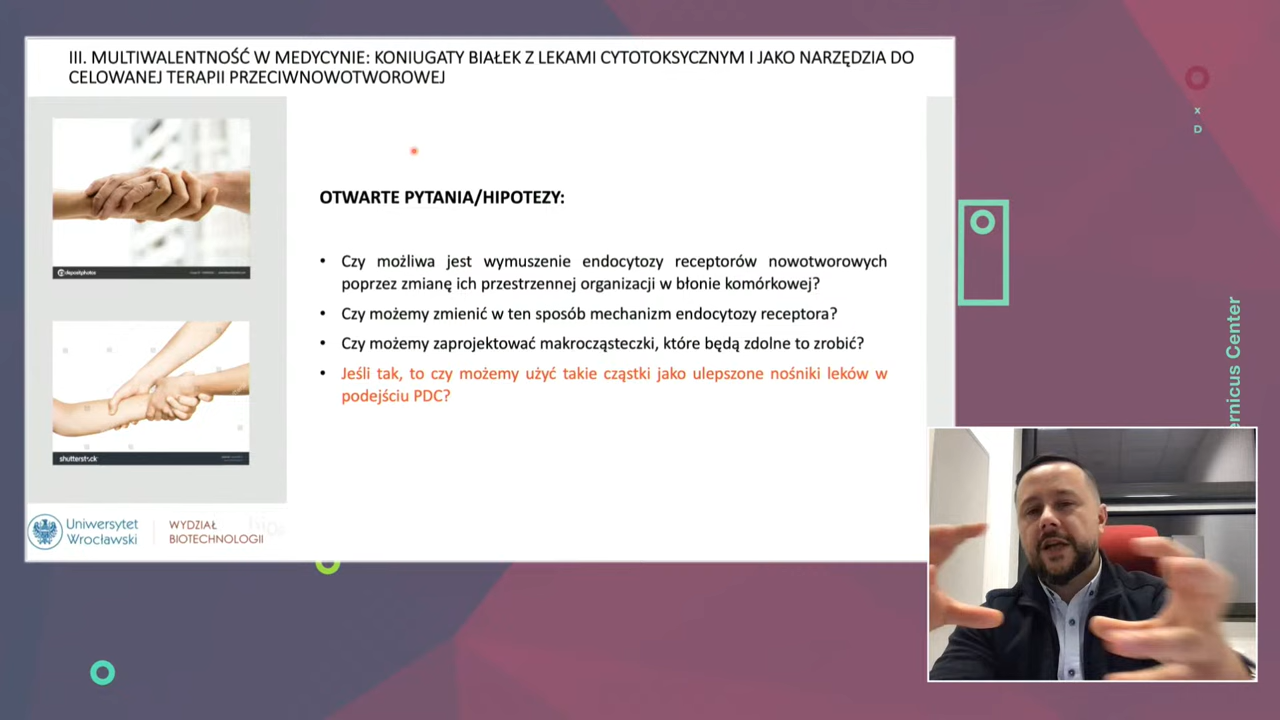 III. MULTIWALENTNOŚĆ W MEDYCYNIE: KONIUGATY BIAŁEK Z LEKAMI CYTOTOKSYCZNYM I JAKO NARZĘDZIA DO
CELOWANEJ TERAPII PRZECIWNOWOTWOROWEJ
OTWARTE PYTANIA/HIPOTEZY:
• Czy możliwa jest wymuszenie endocytozy receptorów nowotworowych
poprzez zmianę ich przestrzennej organizacji w błonie komórkowej?
• Czy możemy zmienić w ten sposób mechanizm endocytozy receptora?
• Czy możemy zaprojektować makrocząsteczki, które będą zdolne to zrobić?
• Jeśli tak, to czy możemy użyć takie cząstki jako ulepszone nośniki leków w
podejściu PDC?
depositphotos
shutterstock
Uniwersytet
Wrocławski
WYDZIAŁ
BIOTECHNOLOGII
x
D
ernicus Center